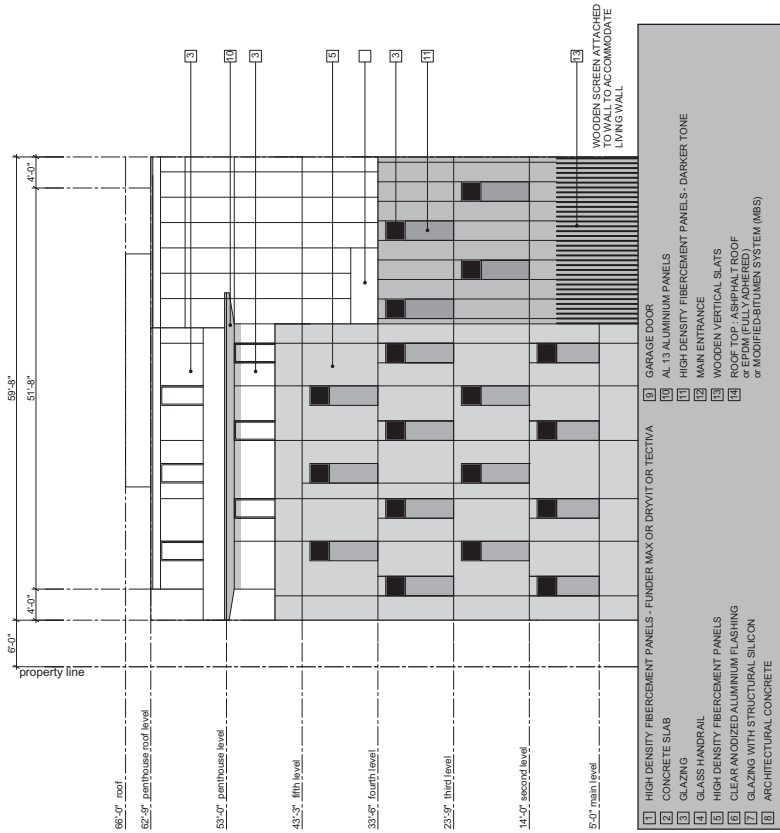 59'-8"
6'-0"
4'-0"
51'-8"
4'-0"
property line
66'-0" roof
62'-9" penthouse roof level
53'-0" penthouse level
43'-3" fifth level
33'-6" fourth level
23'-9" third level
14'-0" second level
5'-0" main level
3
10
3
5
3
11
13
WOODEN SCREEN ATTACHED
TO WALL TO ACCOMMODATE
LIVING WALL
1 HIGH DENSITY FIBERCEMENT PANELS - FUNDER MAX OR DRYVIT OR TECTIVA
2 CONCRETE SLAB
3 GLAZING
4 GLASS HANDRAIL
5 HIGH DENSITY FIBERCEMENT PANELS
6 CLEAR ANODIZED ALUMINIUM FLASHING
7 GLAZING WITH STRUCTURAL SILICON
8 ARCHITECTURAL CONCRETE
9 GARAGE DOOR
10 AL 13 ALUMINIUM PANELS
11 HIGH DENSITY FIBERCEMENT PANELS - DARKER TONE
12 MAIN ENTRANCE
13 WOODEN VERTICAL SLATS
14 ROOF TOP : ASHPHALT ROOF
or EPDM (FULLY ADHERED)
or MODIFIED-BITUMEN SYSTEM (MBS)